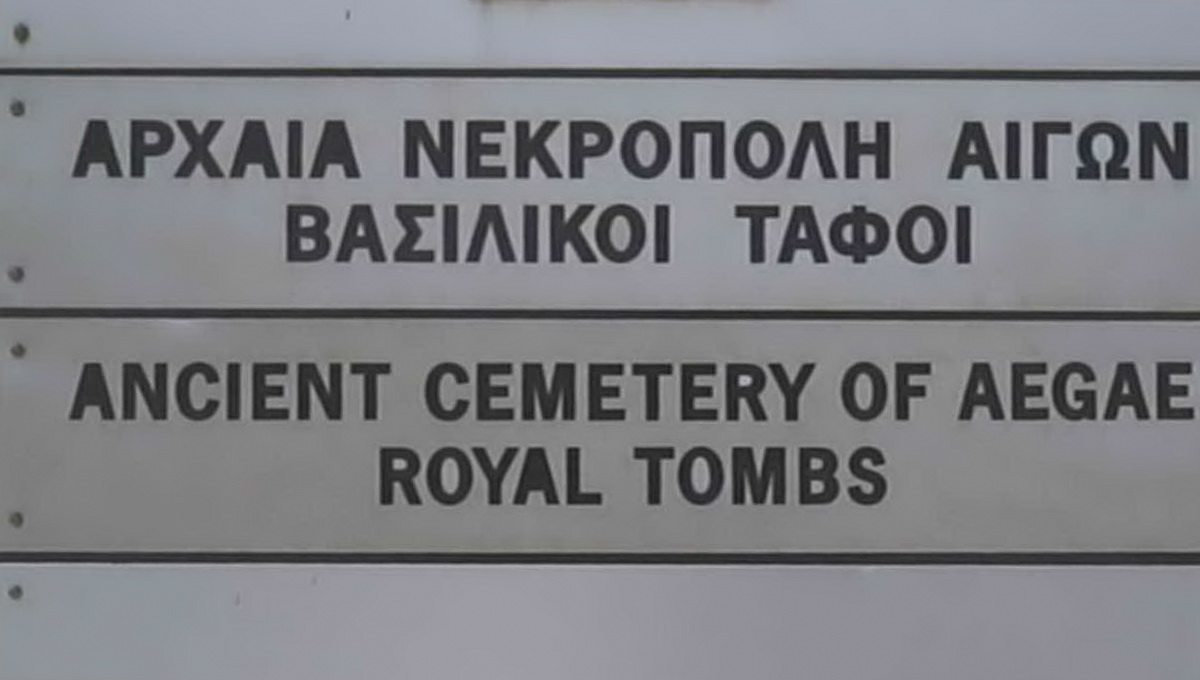 ΑΡΧΑΙΑ ΝΕΚΡΟΠΟΛΗ ΑΙΓΩΝ
ΒΑΣΙΛΙΚΟΙ ΤΑΦΟΙ
ANCIENT CEMETERY OF AEGAE
ROYAL TOMBS